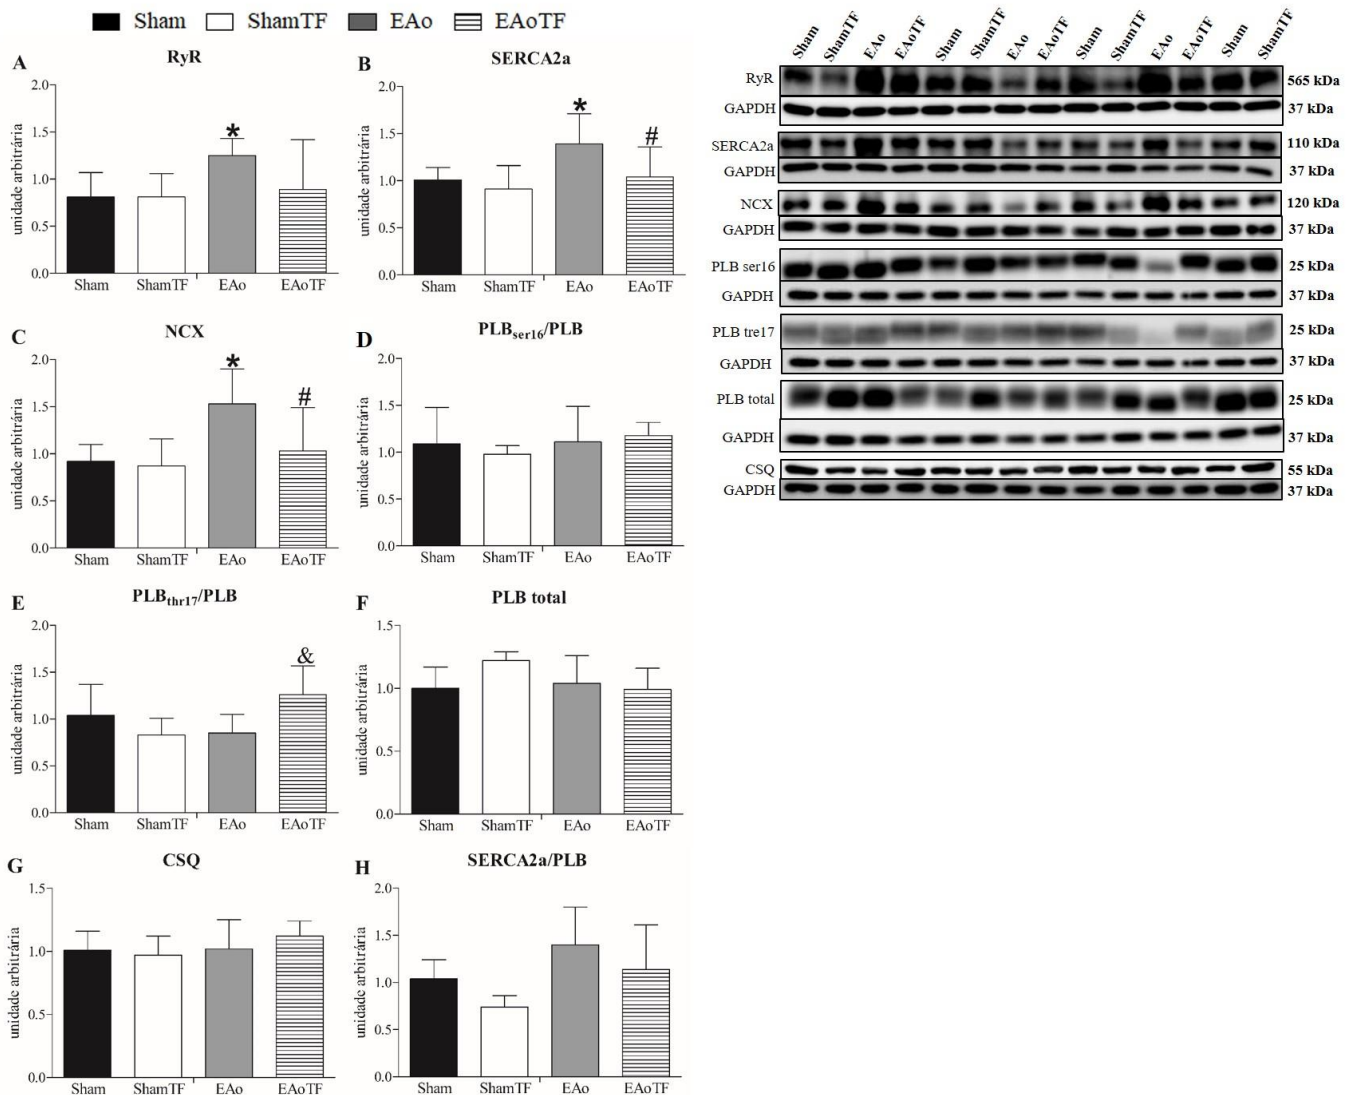 Sham ShamTF EAo EAoTF
A RyR
2.0
1.5
1.0
0.5
0.0
unidade arbitrária
*
Sham ShamTF EAo EAoTF
B SERCA2a
2.0
1.5
1.0
0.5
0.0
unidade arbitrária
*
#
Sham ShamTF EAo EAoTF
C NCX
2.0
1.5
1.0
0.5
0.0
unidade arbitrária
*
#
Sham ShamTF EAo EAoTF
D PLBser16/PLB
2.0
1.5
1.0
0.5
0.0
unidade arbitrária
Sham ShamTF EAo EAoTF
E PLBthr17/PLB
2.0
1.5
1.0
0.5
0.0
unidade arbitrária
&
Sham ShamTF EAo EAoTF
F PLB total
1.5
1.0
0.5
0.0
unidade arbitrária
Sham ShamTF EAo EAoTF
G CSQ
1.5
1.0
0.5
0.0
unidade arbitrária
Sham ShamTF EAo EAoTF
H SERCA2a/PLB
2.0
1.5
1.0
0.5
0.0
unidade arbitrária
Sham ShamTF EAo EAoTF
Sham ShamTF EAo EAoTF Sham ShamTF EAo EAoTF Sham ShamTF EAo EAoTF Sham ShamTF
RyR 565 kDa
GAPDH 37 kDa
SERCA2a 110 kDa
GAPDH 37 kDa
NCX 120 kDa
GAPDH 37 kDa
PLB ser16 25 kDa
GAPDH 37 kDa
PLB tre17 25 kDa
GAPDH 37 kDa
PLB total 25 kDa
GAPDH 37 kDa
CSQ 55 kDa
GAPDH 37 kDa